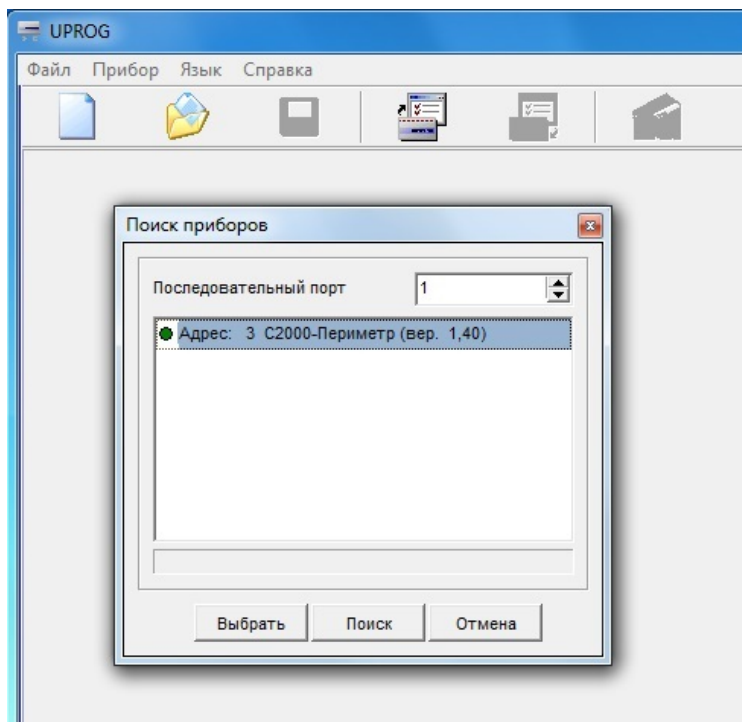 UPROG
Файл Прибор Язык Справка
Поиск приборов
Последовательный порт 1
Адрес: 3 С2000-Периметр (вер. 1,40)
Выбрать Поиск Отмена